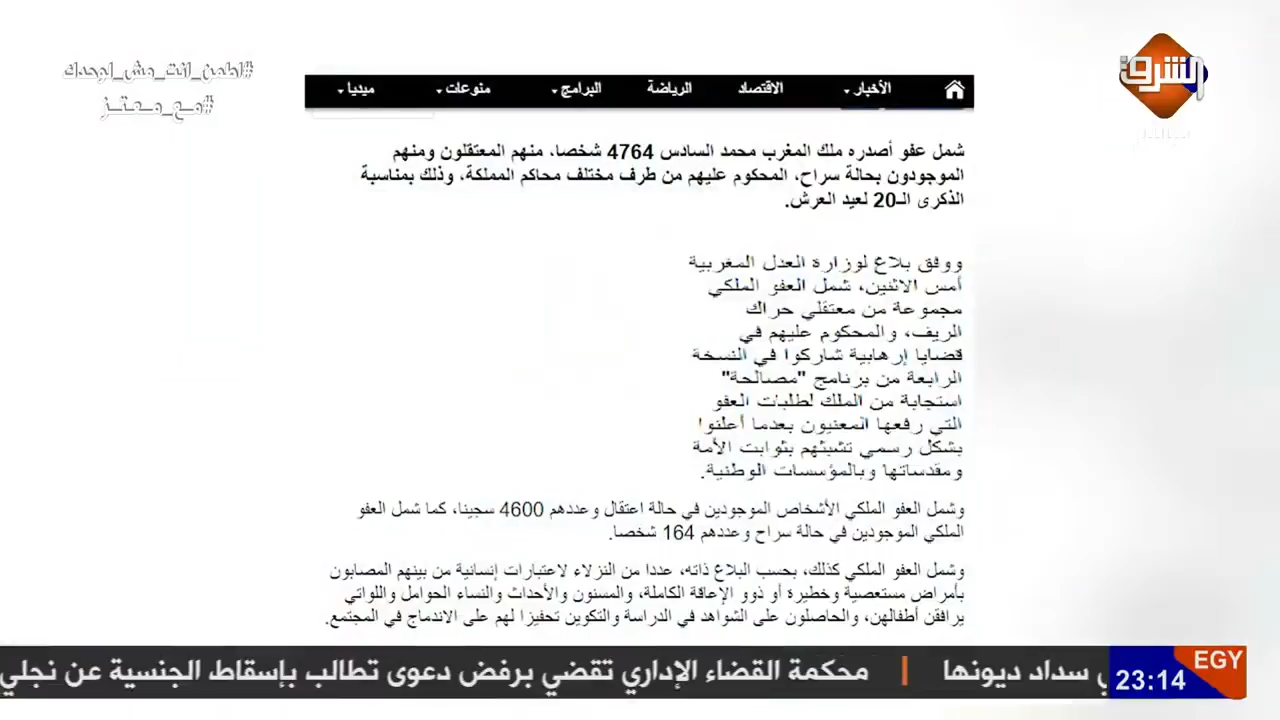 #اطمن_انت_مش_لوحدك
#مـع_مـعـتـز
الشرق
الأخبار
الاقتصاد
الرياضة
البرامج
منوعات
ميديا
شمل عفو أصدره ملك المغرب محمد السادس 4764 شخصا، منهم المعتقلون ومنهم
الموجودون بحالة سراح، المحكوم عليهم من طرف مختلف محاكم المملكة، وذلك بمناسبة
الذكرى الـ20 لعيد العرش.
ووفق بلاغ لوزارة العدل المغربية
أمس الاثنين، شمل العفو الملكي
مجموعة من معتقلي حراك
الريف، والمحكوم عليهم في
قضايا إرهابية شاركوا في النسخة
الرابعة من برنامج "مصالحة"
استجابة من الملك لطلبات العفو
التي رفعها المعنيون بعدما أعلنوا
بشكل رسمي تشبثهم بثوابت الأمة
ومقدساتها وبالمؤسسات الوطنية.
وشمل العفو الملكي الأشخاص الموجودين في حالة اعتقال وعددهم 4600 سجينا، كما شمل العفو
الملكي الموجودين في حالة سراح وعددهم 164 شخصا.
وشمل العفو الملكي كذلك، بحسب البلاغ ذاته، عددا من النزلاء لاعتبارات إنسانية من بينهم المصابون
بأمراض مستعصية وخطيرة أو ذوو الإعاقة الكاملة، والمسنون والأحداث والنساء الحوامل واللواتي
يرافقن أطفالهن، والحاصلون على الشواهد في الدراسة والتكوين تحفيزا لهم على الاندماج في المجتمع.
EGY
23:14
سداد ديونها | محكمة القضاء الإداري تقضي برفض دعوى تطالب بإسقاط الجنسية عن نجلي